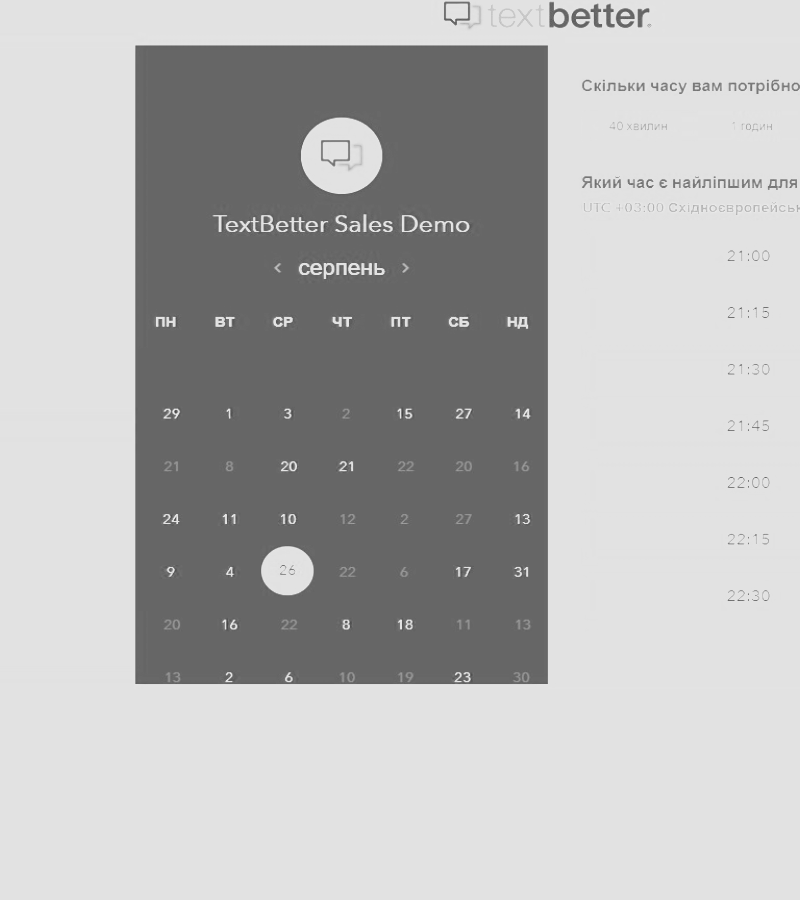 textbetter.
TextBetter Sales Demo
серпень
ПН ВТ СР ЧТ ПТ СБ НД
29 1 3 2 15 27 14
21 8 20 21 22 20 16
24 11 10 12 2 27 13
9 4 26 22 6 17 31
20 16 22 8 18 11 13
13 2 6 10 19 23 30
Скільки часу вам потрібно
40 хвилин 1 годин
Який час є найліпшим для
UTC +03:00 Східноєвропейськ
21:00
21:15
21:30
21:45
22:00
22:15
22:30